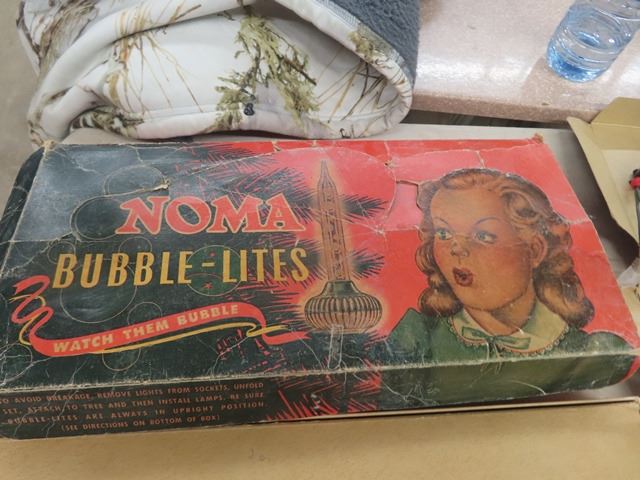 NOMA
BUBBLE-LITES
WATCH THEM BUBBLE
TO AVOID BREAKAGE, REMOVE LIGHTS FROM SOCKETS, UNFOLD
SET, ATTACH TO TREE AND THEN INSTALL LAMPS. BE SURE
BUBBLE-LITES ARE ALWAYS IN UPRIGHT POSITION.
(SEE DIRECTIONS ON BOTTOM OF BOX)